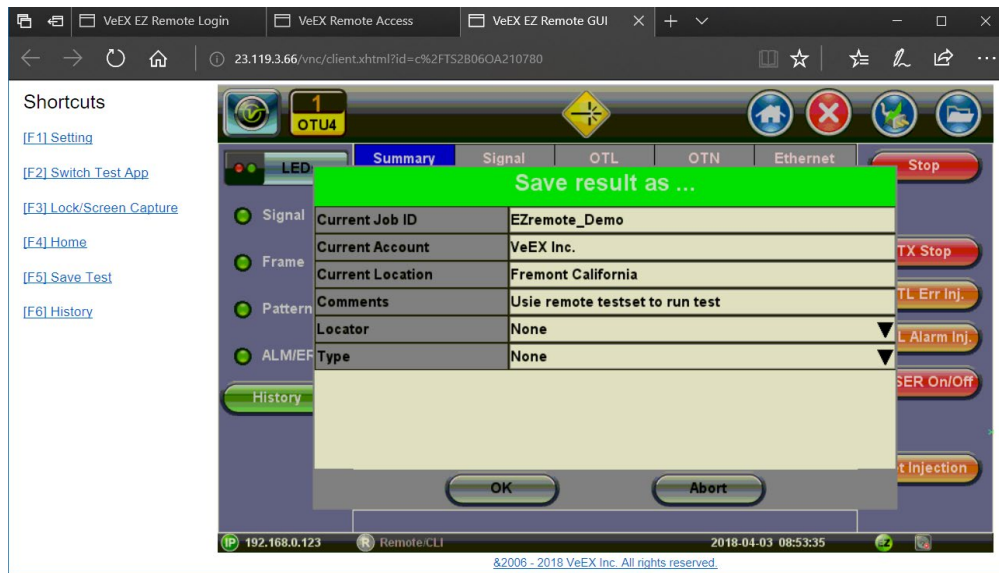 VeEX EZ Remote Login
VeEX Remote Access
VeEX EZ Remote GUI
23.119.3.66/vnc/client.xhtml?id=c%2FTS2B06OA210780
Shortcuts
[F1] Setting
[F2] Switch Test App
[F3] Lock/Screen Capture
[F4] Home
[F5] Save Test
[F6] History
1
OTU4
LED
Summary
Signal
OTL
OTN
Ethernet
Stop
Save result as ...
Signal
Frame
Pattern
ALM/ER
History
Current Job ID
EZremote_Demo
Current Account
VeEX Inc.
Current Location
Fremont California
Comments
Usie remote testset to run test
Locator
None
Type
None
OK
Abort
TX Stop
TL Err Inj.
L Alarm Inj.
SER On/Off
t Injection
IP 192.168.0.123
R Remote/CLI
2018-04-03 08:53:35
&2006 - 2018 VeEX Inc. All rights reserved.